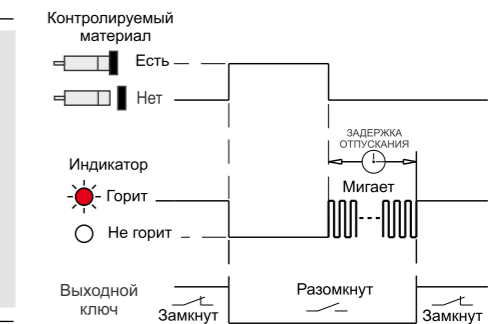 Контролируемый
материал
Есть
Нет
ЗАДЕРЖКА
ОТПУСКАНИЯ
Индикатор
Мигает
Горит
Не горит
Выходной
ключ
Замкнут
Разомкнут
Замкнут